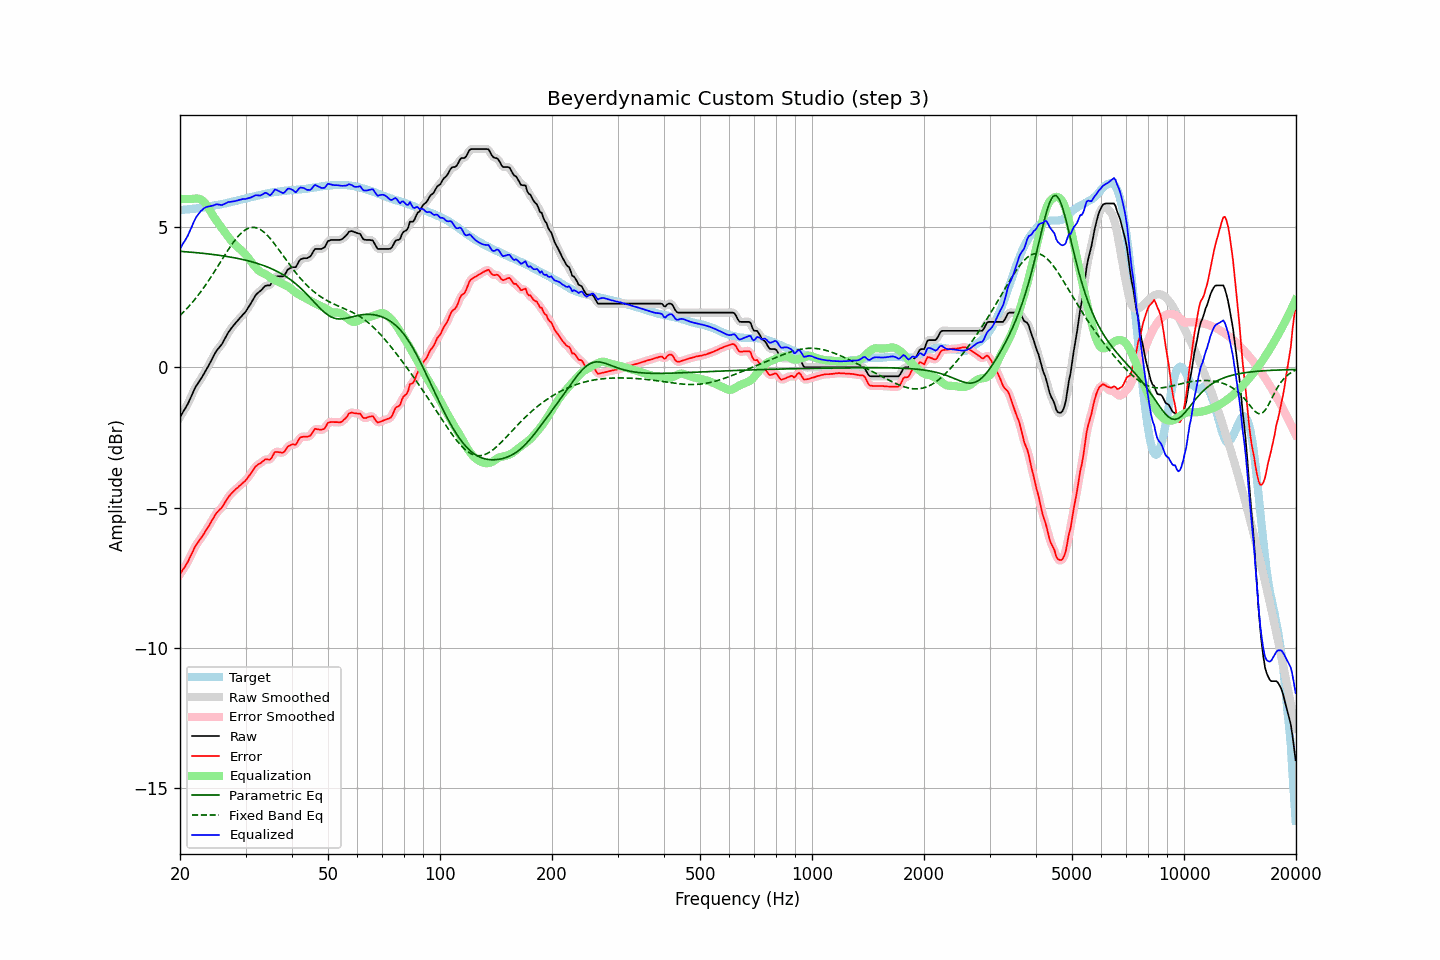 Beyerdynamic Custom Studio (step 3)
Amplitude (dBr)
5
0
−5
−10
−15
Target
Raw Smoothed
Error Smoothed
Raw
Error
Equalization
Parametric Eq
Fixed Band Eq
Equalized
20
50
100
200
500
1000
2000
5000
10000
20000
Frequency (Hz)